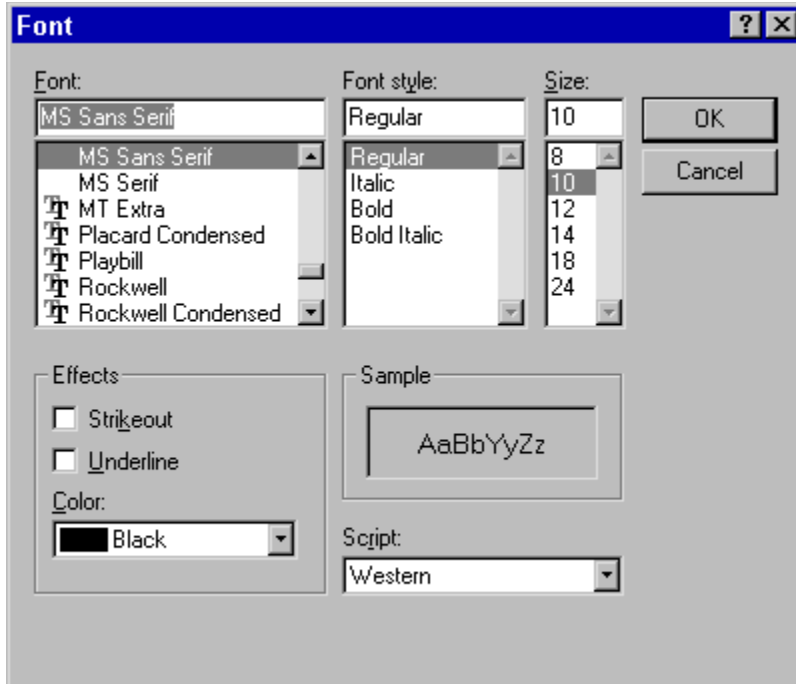 Font
Font:
MS Sans Serif
MS Sans Serif
MS Serif
MT Extra
Placard Condensed
Playbill
Rockwell
Rockwell Condensed
Font style:
Regular
Regular
Italic
Bold
Bold Italic
Size:
10
8
10
12
14
18
24
OK
Cancel
Effects
Strikeout
Underline
Color:
Black
Sample
AaBbYyZz
Script:
Western